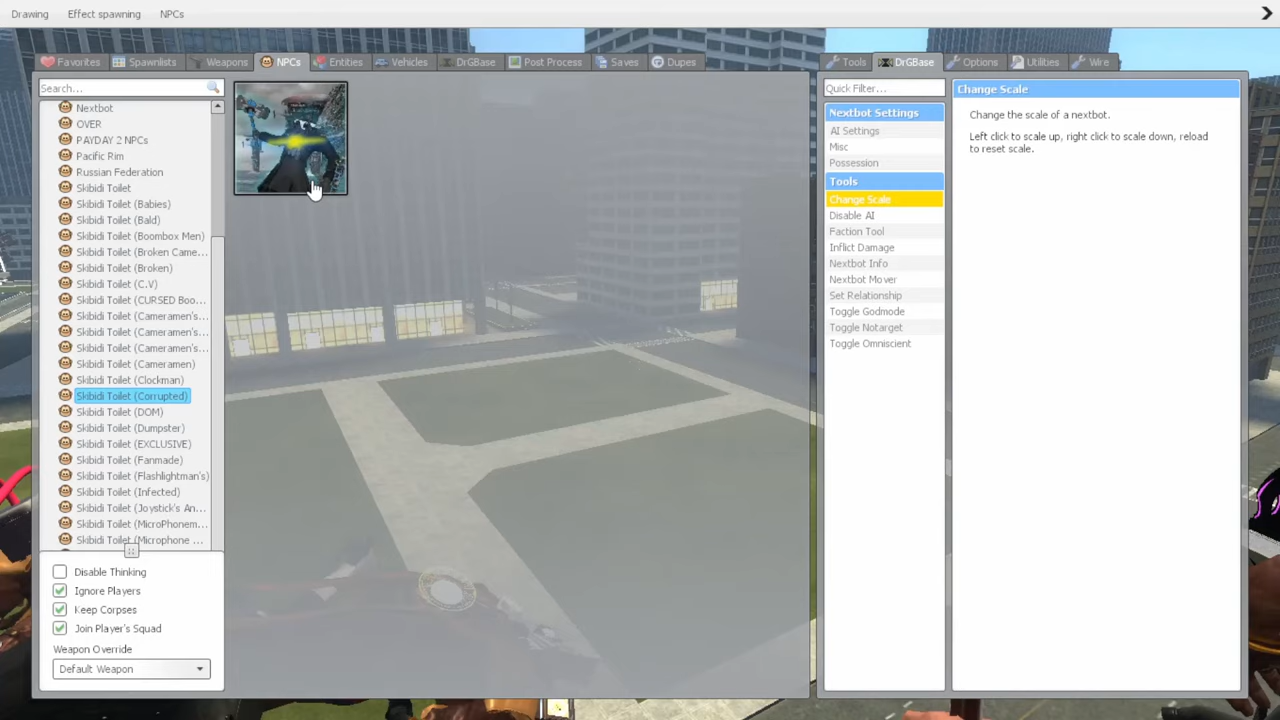 Drawing Effect spawning NPCs
Favorites Spawnlists Weapons NPCs Entities Vehicles DrGBase Post Process Saves Dupes
Search...
Nextbot
OVER
PAYDAY 2 NPCs
Pacific Rim
Russian Federation
Skibidi Toilet
Skibidi Toilet (Babies)
Skibidi Toilet (Bald)
Skibidi Toilet (Boombox Men)
Skibidi Toilet (Broken Came...
Skibidi Toilet (Broken)
Skibidi Toilet (C.V)
Skibidi Toilet (CURSED Boo...
Skibidi Toilet (Cameramen's...
Skibidi Toilet (Cameramen's...
Skibidi Toilet (Cameramen's...
Skibidi Toilet (Cameramen)
Skibidi Toilet (Clockman)
Skibidi Toilet (Corrupted)
Skibidi Toilet (DOM)
Skibidi Toilet (Dumpster)
Skibidi Toilet (EXCLUSIVE)
Skibidi Toilet (Fanmade)
Skibidi Toilet (Flashlightman's)
Skibidi Toilet (Infected)
Skibidi Toilet (Joystick's An...
Skibidi Toilet (MicroPhonem...
Skibidi Toilet (Microphone ...
Disable Thinking
Ignore Players
Keep Corpses
Join Player's Squad
Weapon Override
Default Weapon
Tools DrGBase Options Utilities Wire
Quick Filter...
Nextbot Settings
AI Settings
Misc
Possession
Tools
Change Scale
Disable AI
Faction Tool
Inflict Damage
Nextbot Info
Nextbot Mover
Set Relationship
Toggle Godmode
Toggle Notarget
Toggle Omniscient
Change Scale
Change the scale of a nextbot.
Left click to scale up, right click to scale down, reload
to reset scale.